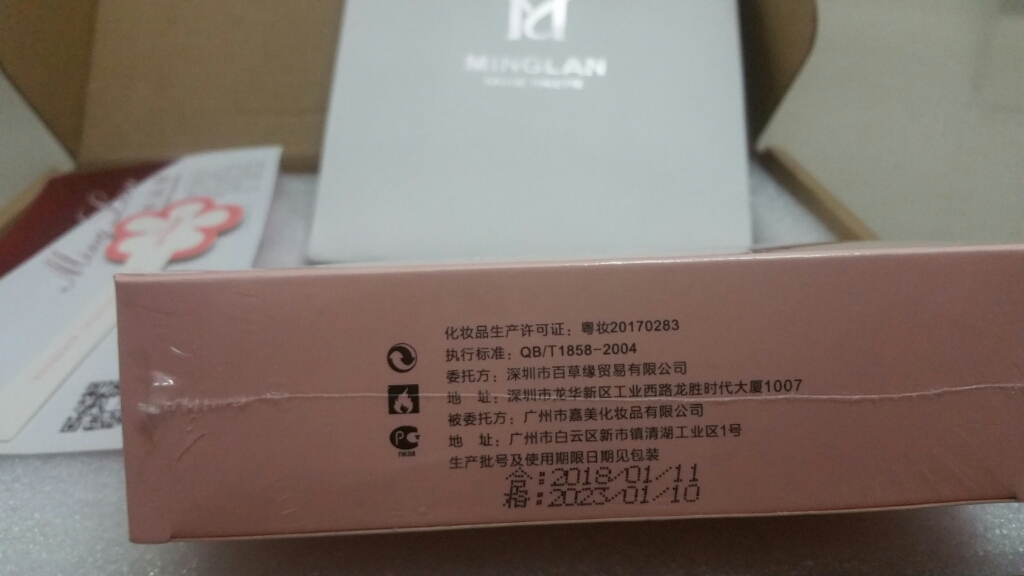 MINGLAN
化妆品生产许可证：粤妆20170283
执行标准：QB/T1858-2004
委托方：深圳市百草缘贸易有限公司
地 址：深圳市龙华新区工业西路龙胜时代大厦1007
被委托方：广州市嘉美化妆品有限公司
地 址：广州市白云区新市镇清湖工业区1号
生产批号及使用期限日期见包装
合:2018/01/11
格:2023/01/10